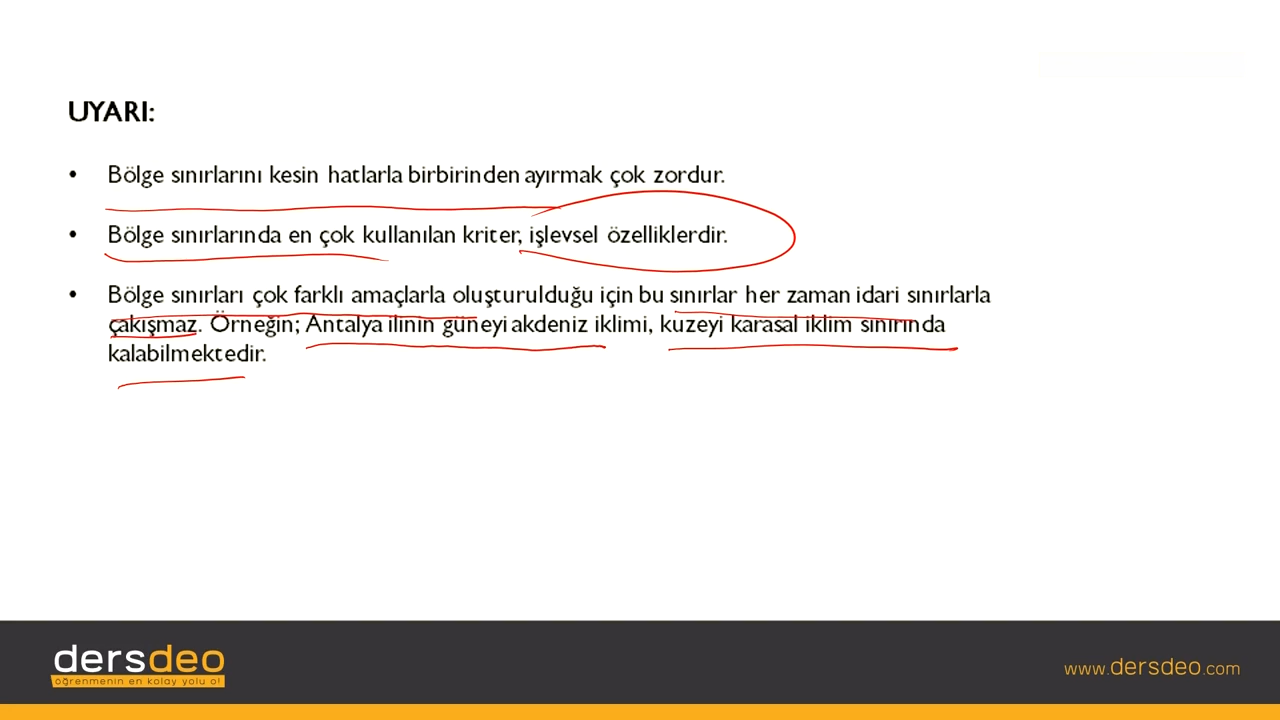 UYARI:
• Bölge sınırlarını kesin hatlarla birbirinden ayırmak çok zordur.
• Bölge sınırlarında en çok kullanılan kriter, işlevsel özelliklerdir.
• Bölge sınırları çok farklı amaçlarla oluşturulduğu için bu sınırlar her zaman idari sınırlarla
çakışmaz. Örneğin; Antalya ilinin güneyi akdeniz iklimi, kuzeyi karasal iklim sınırında
kalabilmektedir.
dersdeo
öğrenmenin en kolay yolu o!
www.dersdeo.com